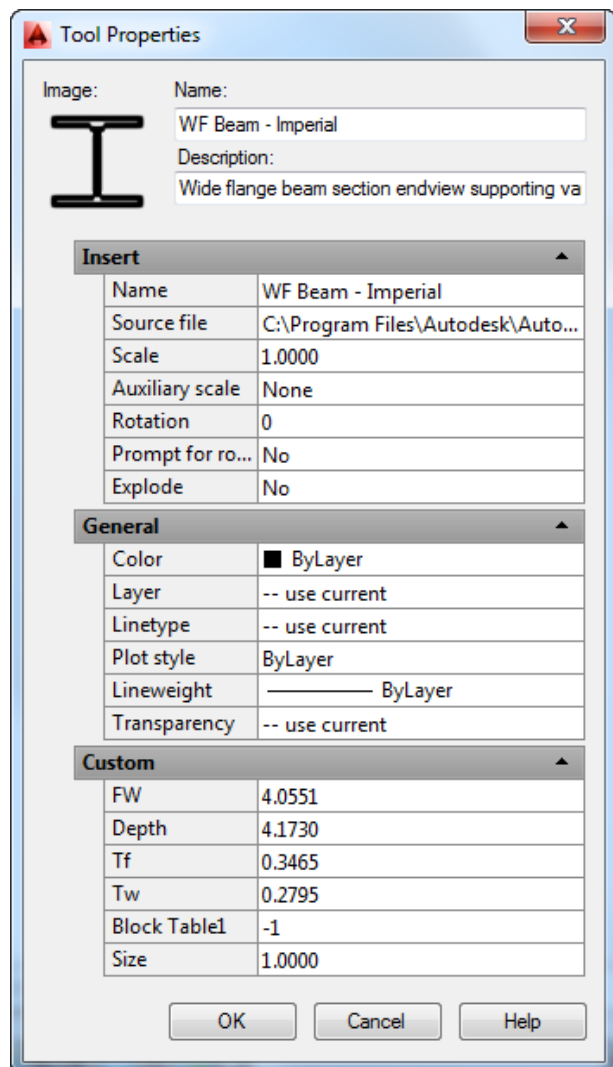 Tool Properties
Image: Name:
WF Beam - Imperial
Description:
Wide flange beam section endview supporting va
Insert
Name WF Beam - Imperial
Source file C:\Program Files\Autodesk\Auto...
Scale 1.0000
Auxiliary scale None
Rotation 0
Prompt for ro... No
Explode No
General
Color ByLayer
Layer -- use current
Linetype -- use current
Plot style ByLayer
Lineweight ByLayer
Transparency -- use current
Custom
FW 4.0551
Depth 4.1730
Tf 0.3465
Tw 0.2795
Block Table1 -1
Size 1.0000
OK Cancel Help